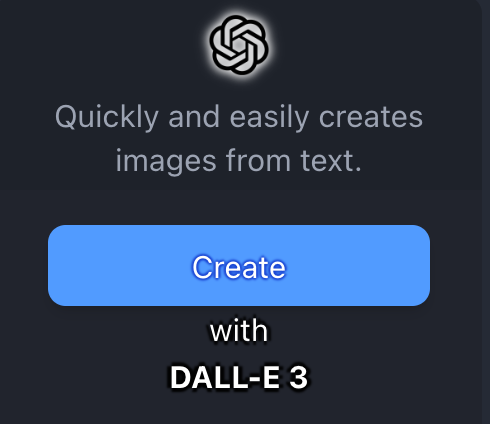 Quickly and easily creates
images from text.
Create
with
DALL-E 3